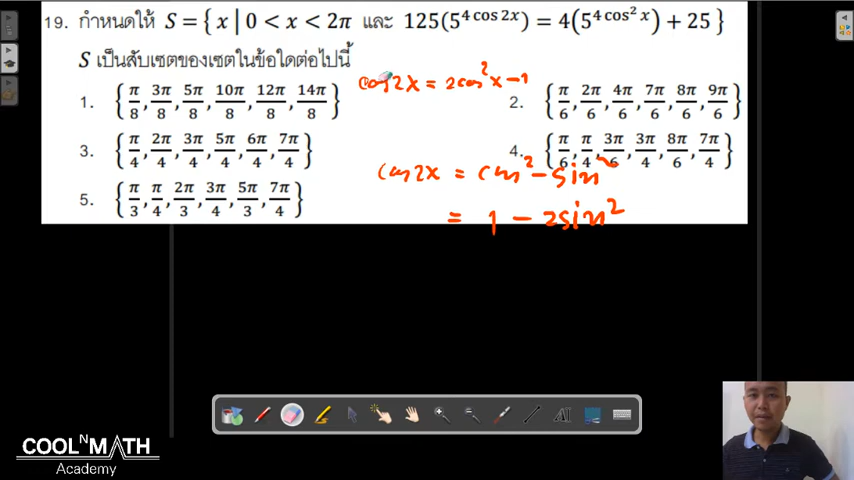 19. กำหนดให้ S = { x | 0 < x < 2π และ 125(5^{4 cos 2x}) = 4(5^{4 cos² x}) + 25 }
S เป็นสับเซตของเซตในข้อใดต่อไปนี้
cos2x = 2cos²x − 1
1. {π/8, 3π/8, 5π/8, 10π/8, 12π/8, 14π/8}
2. {π/6, 2π/6, 4π/6, 7π/6, 8π/6, 9π/6}
3. {π/4, 2π/4, 3π/4, 5π/4, 6π/4, 7π/4}
4. {π/6, π/4, 3π/6, 3π/4, 8π/6, 7π/4}
cos2x = cos² − sin²
5. {π/3, π/4, 2π/3, 3π/4, 5π/3, 7π/4}
= 1 − 2sin²
AI
COOL N MATH
Academy